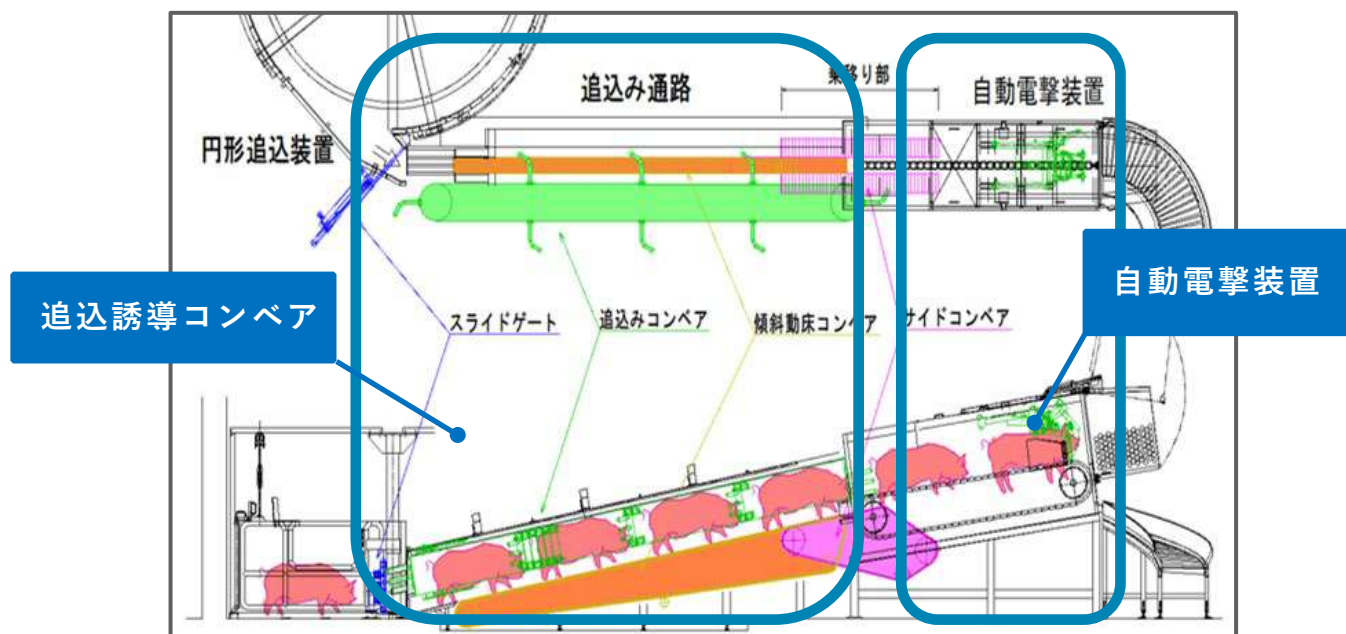 追込み通路
乗移り部
自動電撃装置
円形追込装置
追込誘導コンベア
自動電撃装置
スライドゲート
追込みコンベア
傾斜動床コンベア
サイドコンベア